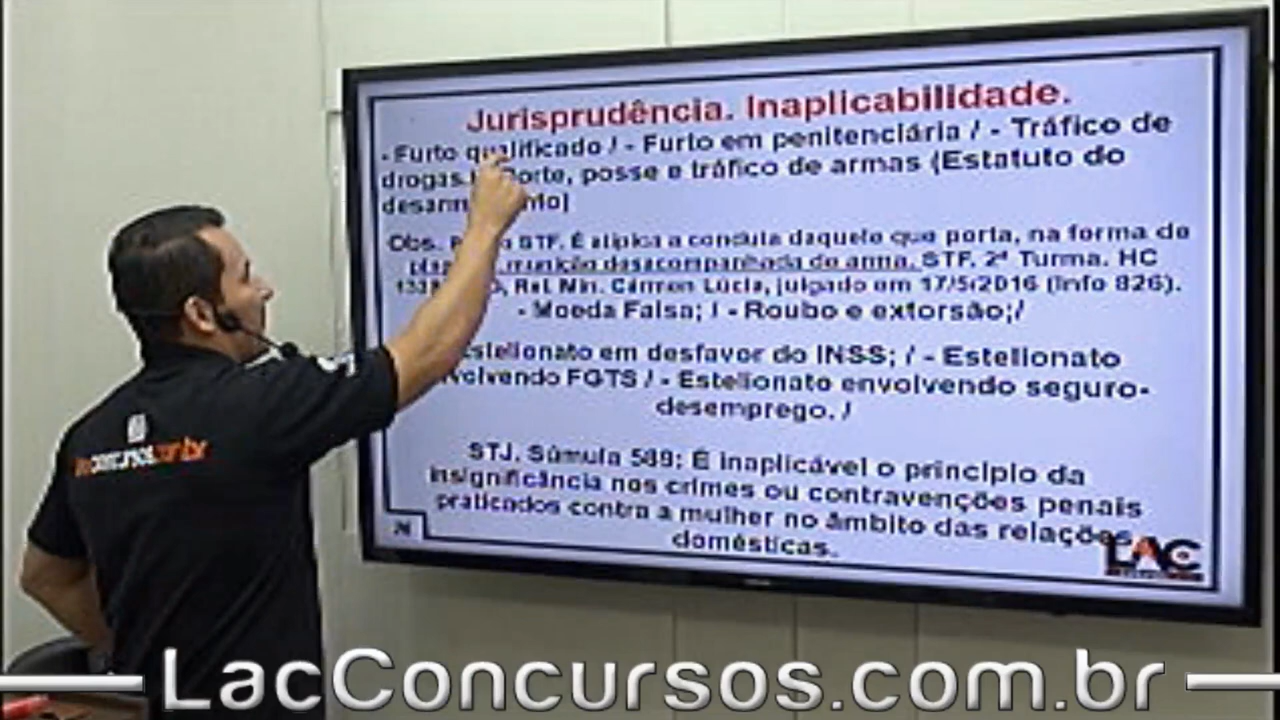 Jurisprudência. Inaplicabilidade.
- Furto qualificado / - Furto em penitenciária / - Tráfico de
drogas. Porte, posse e tráfico de armas (Estatuto do
Obs. STF. É atípica a conduta daquele que porta, na forma de
munição desacompanhada de arma. STF. 2ª Turma. HC
Rel. Min. Cármen Lúcia, julgado em 17/5/2016 (Info 826).
- Moeda Falsa; / - Roubo e extorsão;/
Estelionato em desfavor do INSS; / - Estelionato
envolvendo FGTS / - Estelionato envolvendo seguro-
desemprego. /
STJ. Súmula 589: É inaplicável o princípio da
insignificância nos crimes ou contravenções penais
praticados contra a mulher no âmbito das relações
domésticas.
LAC
lacconcursos.com.br
LacConcursos.com.br